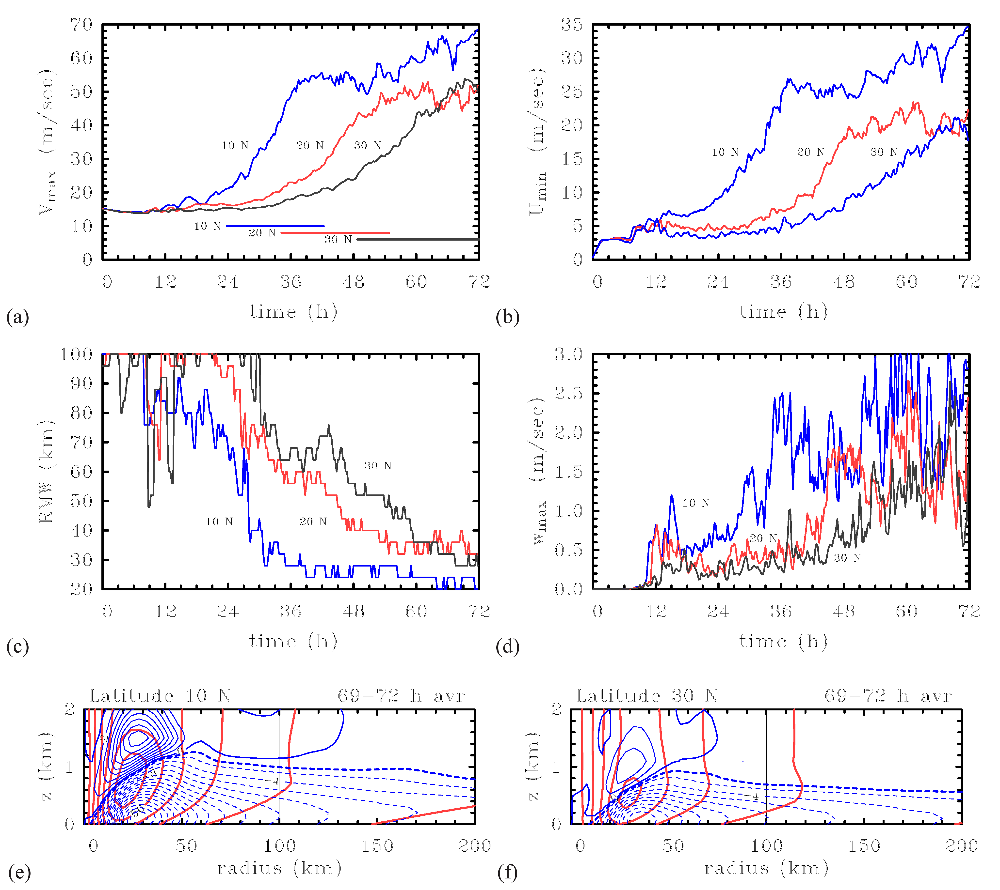 70
60
50
40
30
20
10
0
V_max (m/sec)
10 N
20 N
30 N
10 N
20 N
30 N
0 12 24 36 48 60 72
time (h)
(a)
35
30
25
20
15
10
5
0
U_min (m/sec)
10 N
20 N
30 N
0 12 24 36 48 60 72
time (h)
(b)
100
90
80
70
60
50
40
30
20
RMW (km)
30 N
10 N
20 N
0 12 24 36 48 60 72
time (h)
(c)
3.0
2.5
2.0
1.5
1.0
0.5
0.0
w_max (m/sec)
10 N
20 N
30 N
0 12 24 36 48 60 72
time (h)
(d)
Latitude 10 N 69-72 h avr
2
1
0
z (km)
2
0
-8
-4
50
0 50 100 150 200
radius (km)
(e)
Latitude 30 N 69-72 h avr
2
1
0
z (km)
0
-4
0 50 100 150 200
radius (km)
(f)